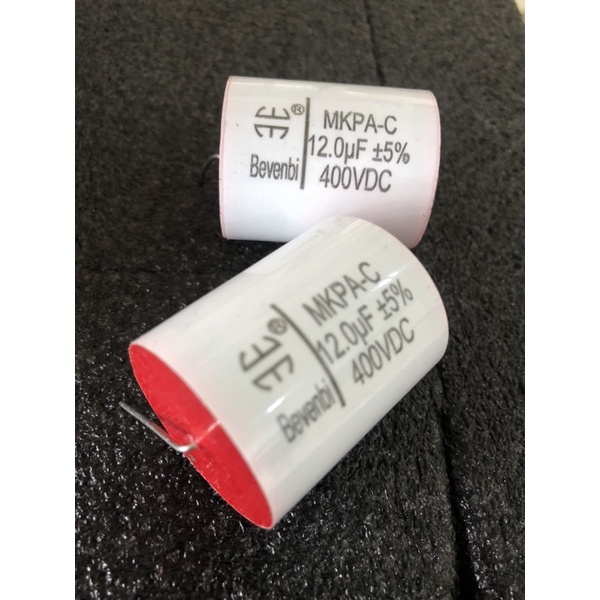 MKPA-C
12.0µF ±5%
400VDC
®
Bevenbi
MKPA-C
12.0µF ±5%
400VDC
®
Bevenbi